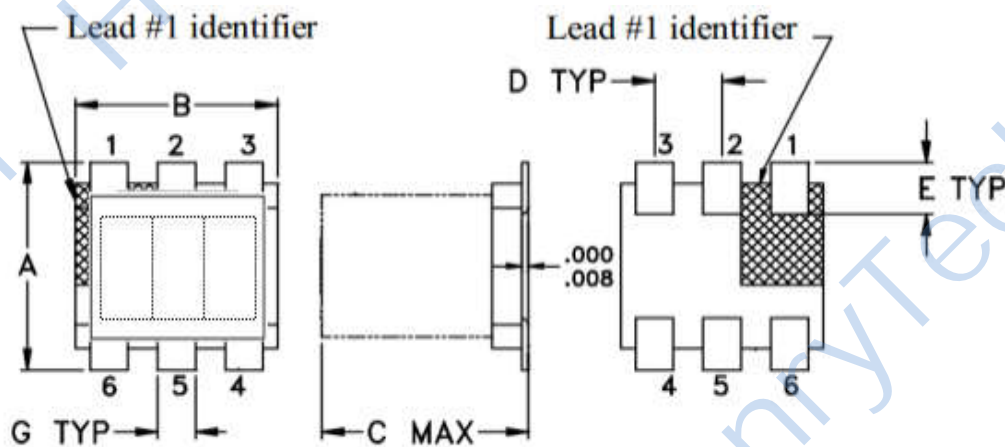 Lead #1 identifier
B
1 2 3
A
6 5 4
G TYP
.000
.008
C MAX
Lead #1 identifier
D TYP
3 2 1
E TYP
4 5 6
nryTec